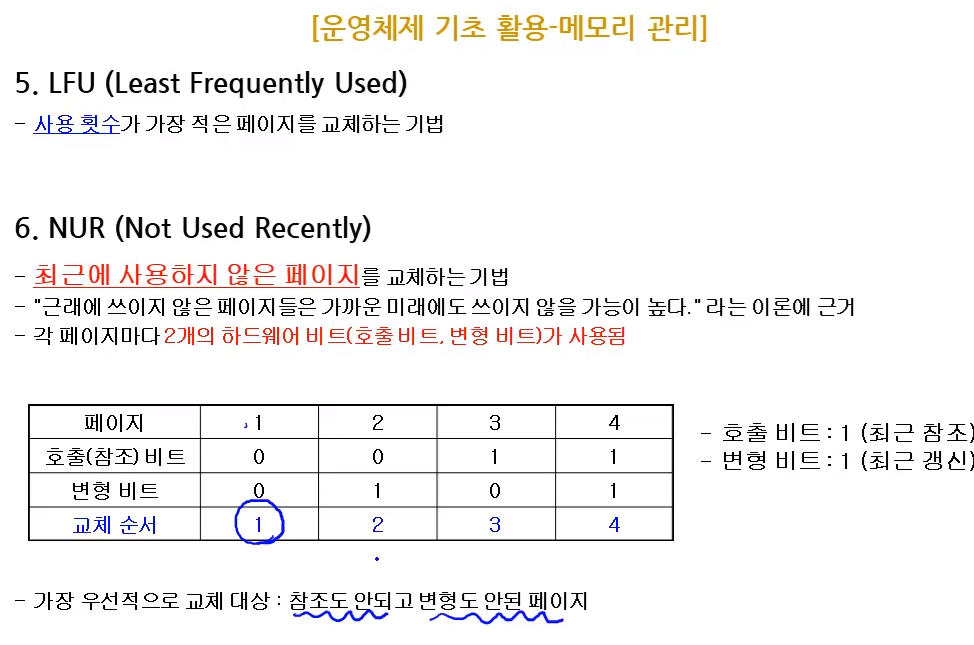 [운영체제 기초 활용-메모리 관리]
5. LFU (Least Frequently Used)
- 사용 횟수가 가장 적은 페이지를 교체하는 기법
6. NUR (Not Used Recently)
- 최근에 사용하지 않은 페이지를 교체하는 기법
- "근래에 쓰이지 않은 페이지들은 가까운 미래에도 쓰이지 않을 가능이 높다." 라는 이론에 근거
- 각 페이지마다 2개의 하드웨어 비트(호출 비트, 변형 비트)가 사용됨
페이지 1 2 3 4
호출(참조) 비트 0 0 1 1
변형 비트 0 1 0 1
교체 순서 1 2 3 4
- 호출 비트 : 1 (최근 참조)
- 변형 비트 : 1 (최근 갱신)
- 가장 우선적으로 교체 대상 : 참조도 안되고 변형도 안된 페이지